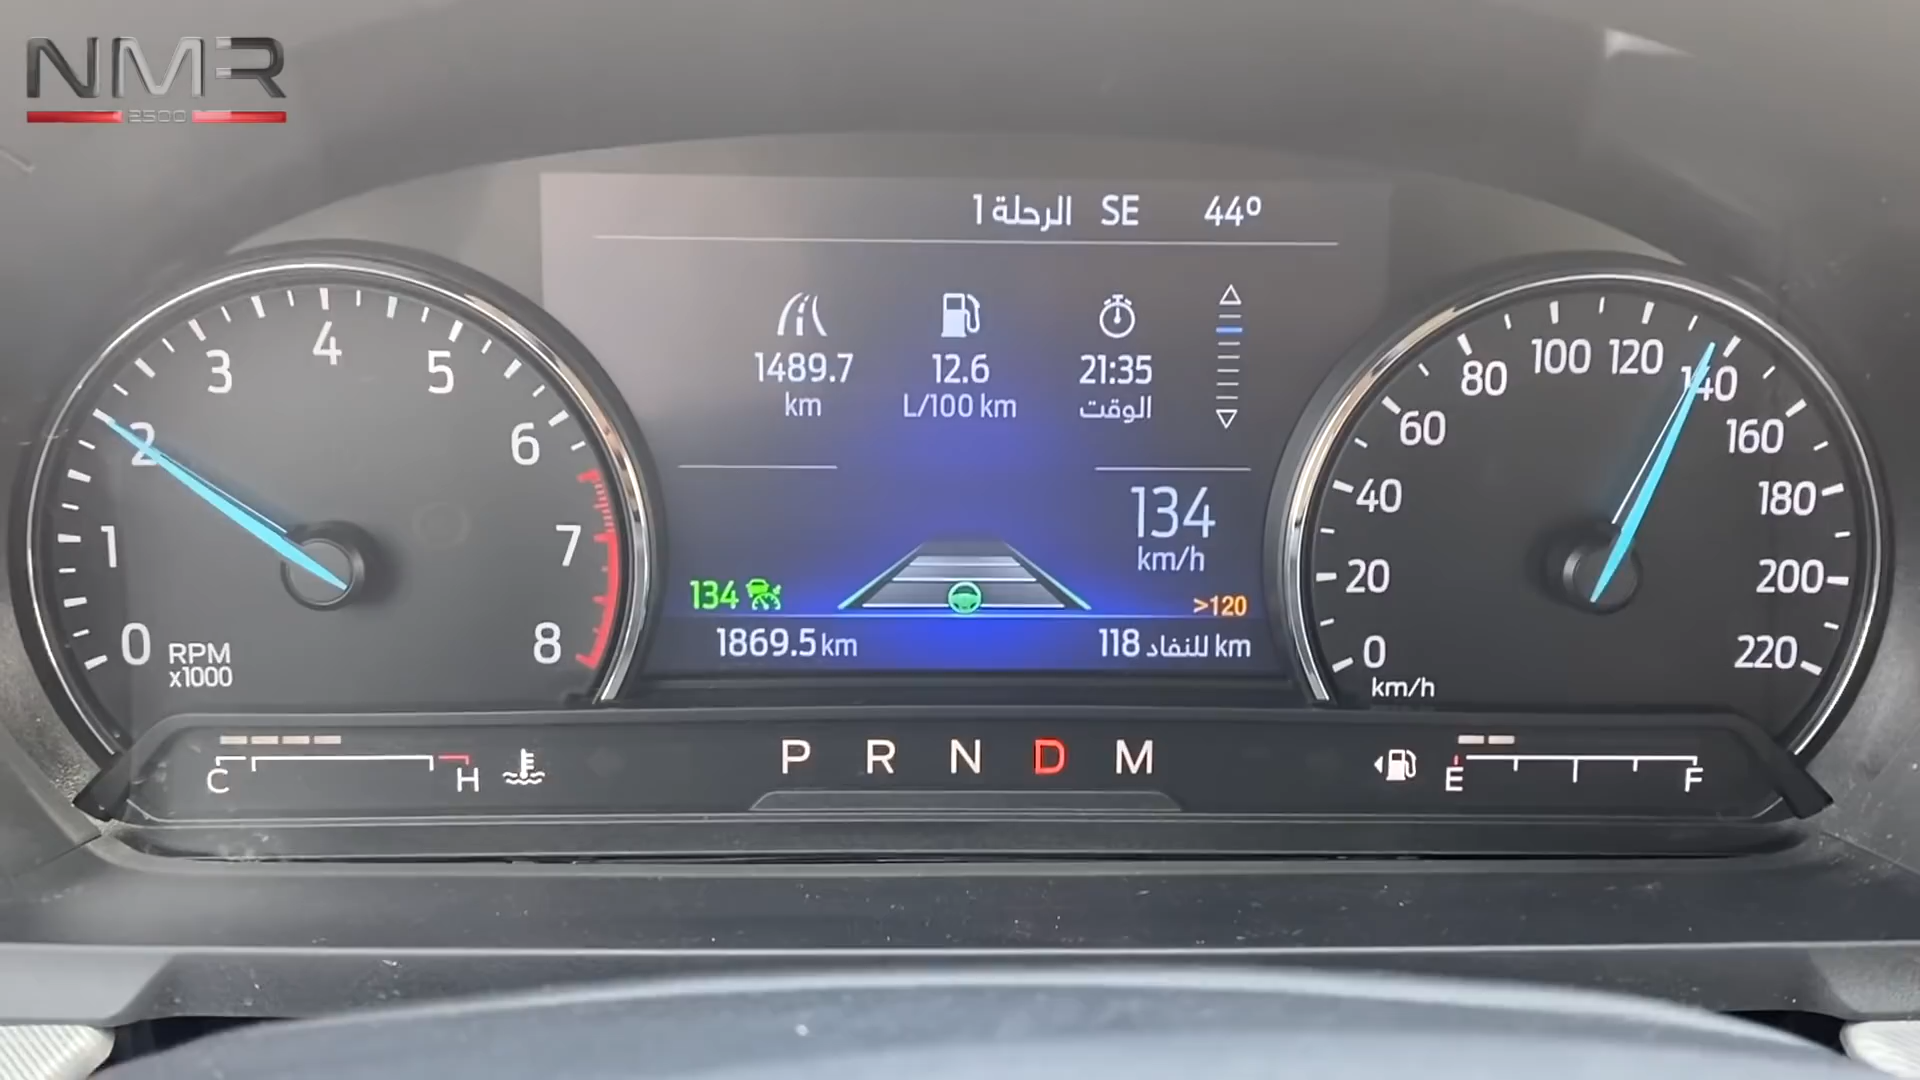 NMR
2500
الرحلة 1 SE 44º
1489.7 km
12.6 L/100 km
21:35 الوقت
134 km/h
134
>120
1869.5 km
118 للنفاد km
0 1 2 3 4 5 6 7 8
RPM x1000
0 20 40 60 80 100 120 140 160 180 200 220
km/h
C H
P R N D M
E F